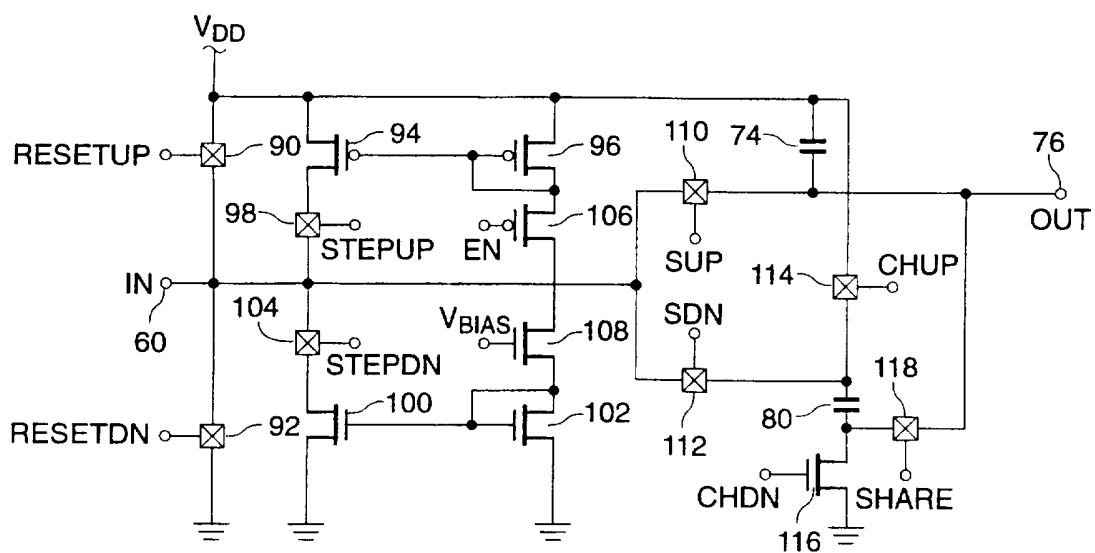 VDD
RESETUP
90
94
96
110
74
76
OUT
98
STEPUP
EN
106
SUP
114
CHUP
IN
60
104
STEPDN
VBIAS
108
SDN
112
RESETDN
92
100
102
80
118
CHDN
116
SHARE